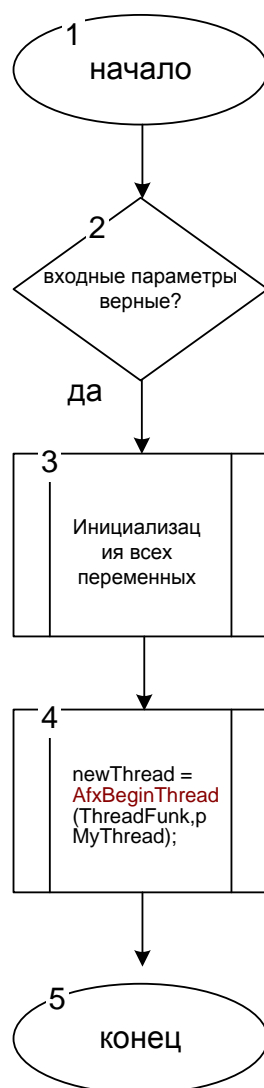 1
начало
2
входные параметры
верные?
да
3
Инициализац
ия всех
переменных
4
newThread =
AfxBeginThread
(ThreadFunk,p
MyThread);
5
конец